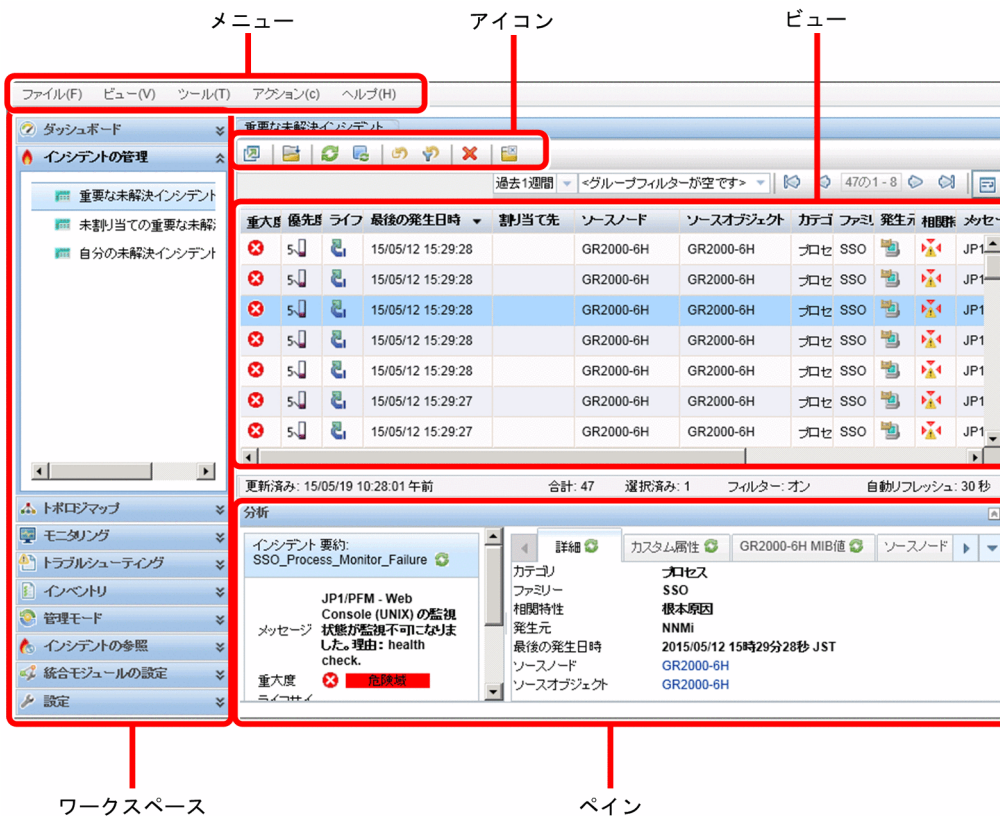 メニュー
アイコン
ビュー
ファイル(F) ビュー(V) ツール(T) アクション(c) ヘルプ(H)
ダッシュボード
インシデントの管理
重要な未解決インシデント
未割り当ての重要な未解
自分の未解決インシデント
トポロジマップ
モニタリング
トラブルシューティング
インベントリ
管理モード
インシデントの参照
統合モジュールの設定
設定
重要な未解決インシデント
過去1週間 <グループフィルターが空です> 47の1 - 8
重大度 優先度 ライフ 最後の発生日時 割り当て先 ソースノード ソースオブジェクト カテゴ ファミリ 発生元 相関特 メッセー
5 15/05/12 15:29:28 GR2000-6H GR2000-6H プロセ SSO JP1
5 15/05/12 15:29:28 GR2000-6H GR2000-6H プロセ SSO JP1
5 15/05/12 15:29:28 GR2000-6H GR2000-6H プロセ SSO JP1
5 15/05/12 15:29:28 GR2000-6H GR2000-6H プロセ SSO JP1
5 15/05/12 15:29:28 GR2000-6H GR2000-6H プロセ SSO JP1
5 15/05/12 15:29:27 GR2000-6H GR2000-6H プロセ SSO JP1
5 15/05/12 15:29:27 GR2000-6H GR2000-6H プロセ SSO JP1
更新済み: 15/05/19 10:28:01 午前 合計: 47 選択済み: 1 フィルター: オン 自動リフレッシュ: 30 秒
分析
インシデント 要約:
SSO_Process_Monitor_Failure
メッセージ
JP1/PFM - Web
Console (UNIX) の監視
状態が監視不可になりま
した。理由： health
check.
重大度 危険域
ライフサイ
詳細 カスタム属性 GR2000-6H MIB値 ソースノード
カテゴリ プロセス
ファミリー SSO
相関特性 根本原因
発生元 NNMi
最後の発生日時 2015/05/12 15時29分28秒 JST
ソースノード GR2000-6H
ソースオブジェクト GR2000-6H
ワークスペース
ペイン